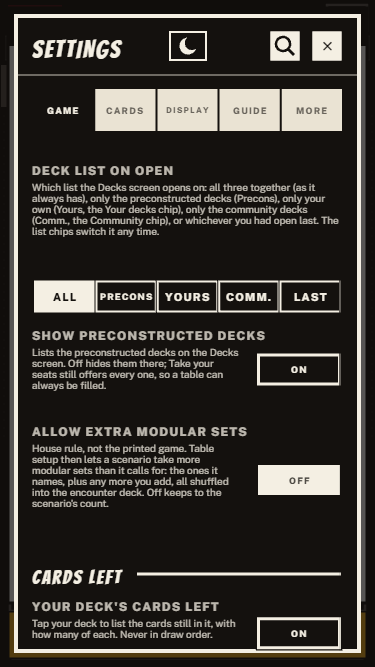 SETTINGS
×
GAME CARDS DISPLAY GUIDE MORE
DECK LIST ON OPEN
Which list the Decks screen opens on: all three together (as it
always has), only the preconstructed decks (Precons), only your
own (Yours, the Your decks chip), only the community decks
(Comm., the Community chip), or whichever you had open last. The
list chips switch it any time.
ALL PRECONS YOURS COMM. LAST
SHOW PRECONSTRUCTED DECKS
Lists the preconstructed decks on the Decks
screen. Off hides them there; Take your
seats still offers every one, so a table can
always be filled.
ON
ALLOW EXTRA MODULAR SETS
House rule, not the printed game. Table
setup then lets a scenario take more
modular sets than it calls for: the ones it
names, plus any more you add, all shuffled
into the encounter deck. Off keeps to the
scenario's count.
OFF
CARDS LEFT
YOUR DECK'S CARDS LEFT
Tap your deck to list the cards still in it, with
how many of each. Never in draw order.
ON